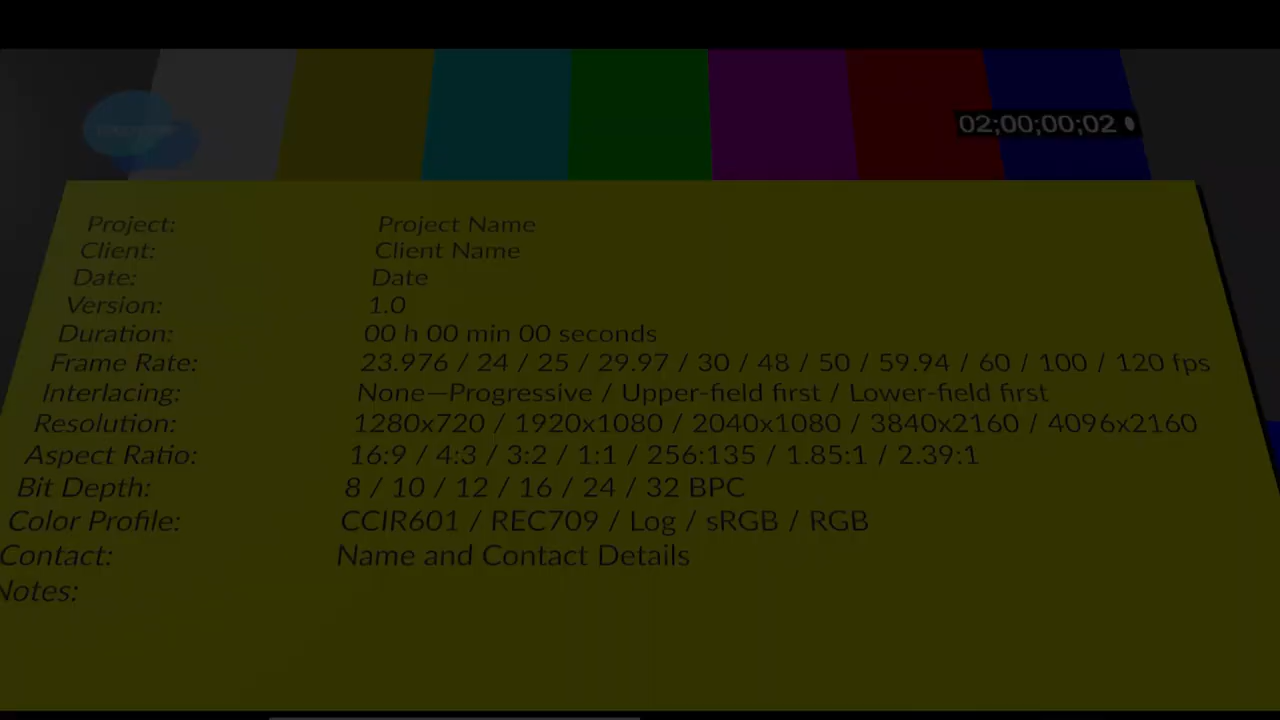 02;00;00;02
Project: Project Name
Client: Client Name
Date: Date
Version: 1.0
Duration: 00 h 00 min 00 seconds
Frame Rate: 23.976 / 24 / 25 / 29.97 / 30 / 48 / 50 / 59.94 / 60 / 100 / 120 fps
Interlacing: None—Progressive / Upper-field first / Lower-field first
Resolution: 1280x720 / 1920x1080 / 2040x1080 / 3840x2160 / 4096x2160
Aspect Ratio: 16:9 / 4:3 / 3:2 / 1:1 / 256:135 / 1.85:1 / 2.39:1
Bit Depth: 8 / 10 / 12 / 16 / 24 / 32 BPC
Color Profile: CCIR601 / REC709 / Log / sRGB / RGB
Contact: Name and Contact Details
Notes: